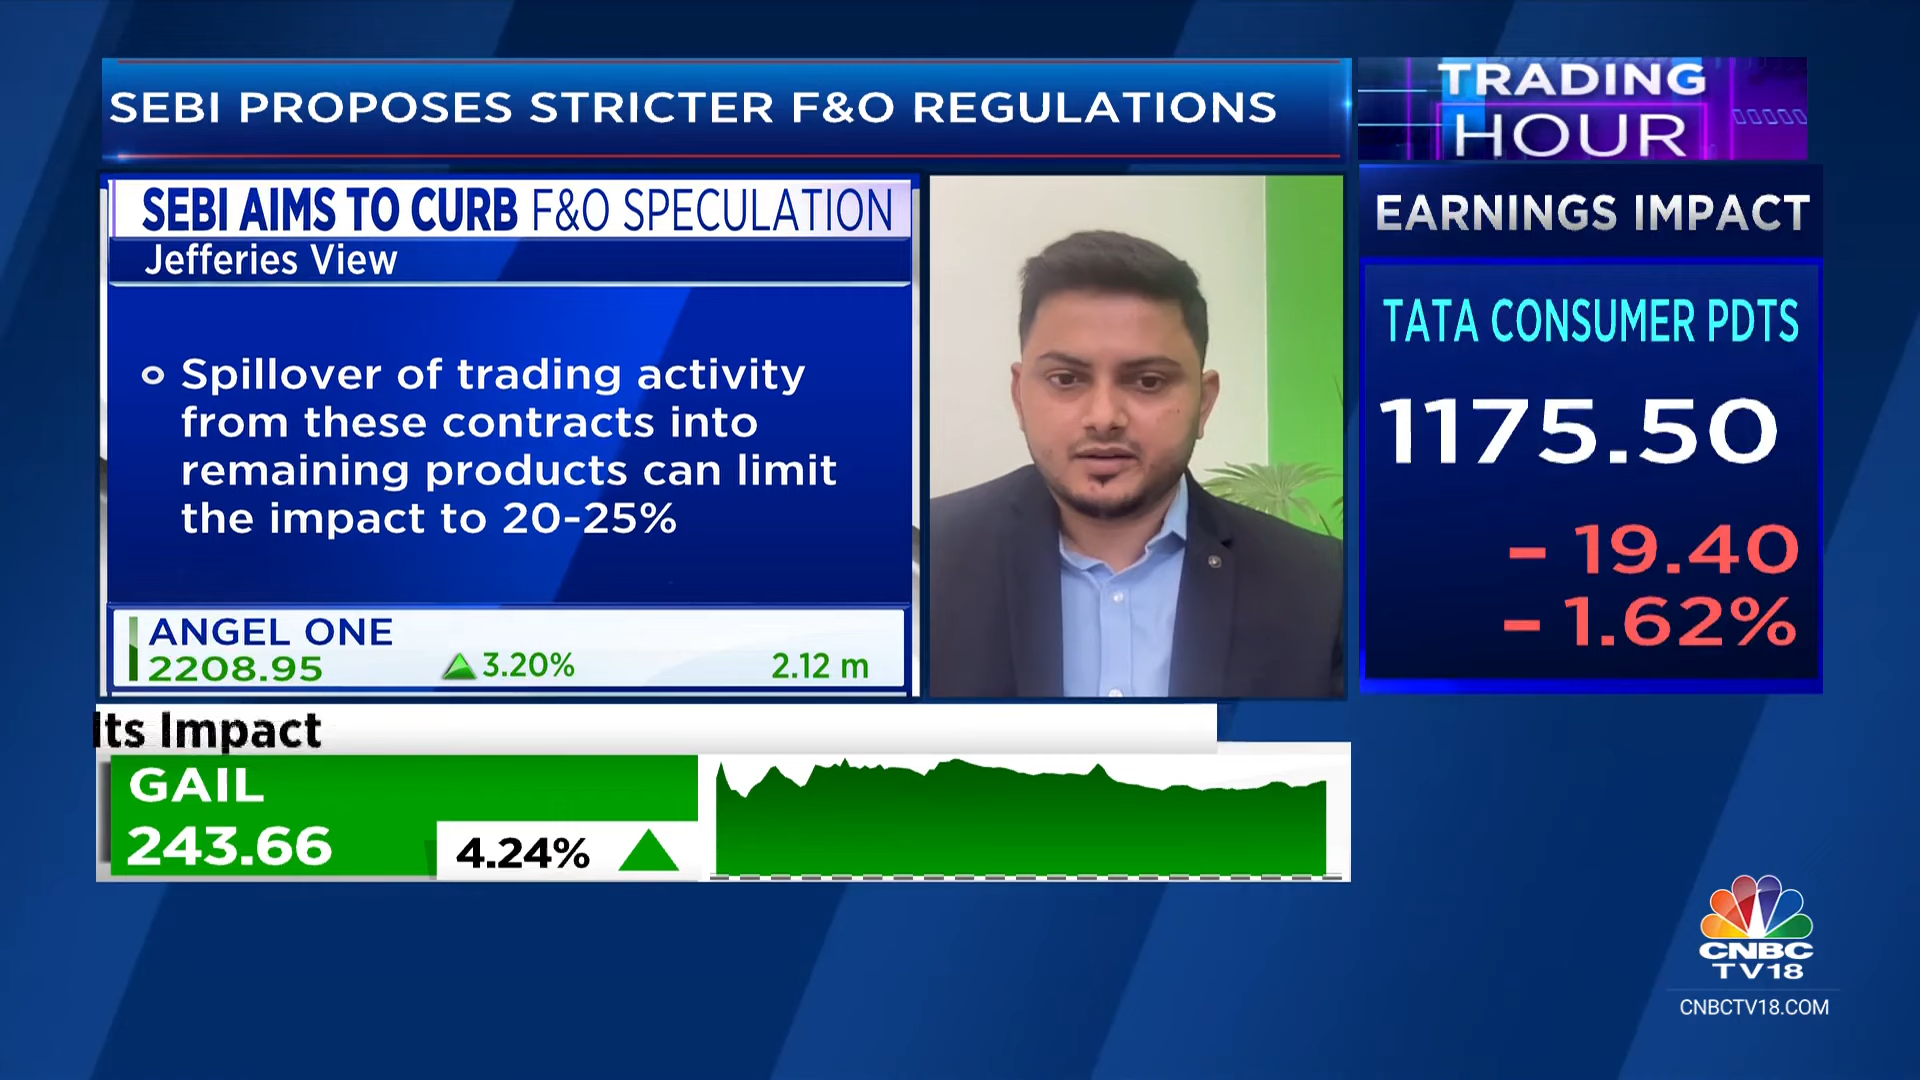 SEBI PROPOSES STRICTER F&O REGULATIONS
TRADING
HOUR
SEBI AIMS TO CURB F&O SPECULATION
Jefferies View
Spillover of trading activity
from these contracts into
remaining products can limit
the impact to 20-25%
ANGEL ONE
2208.95 3.20% 2.12 m
EARNINGS IMPACT
TATA CONSUMER PDTS
1175.50
- 19.40
- 1.62%
lts Impact
GAIL
243.66 4.24%
CNBC
TV18
CNBCTV18.COM